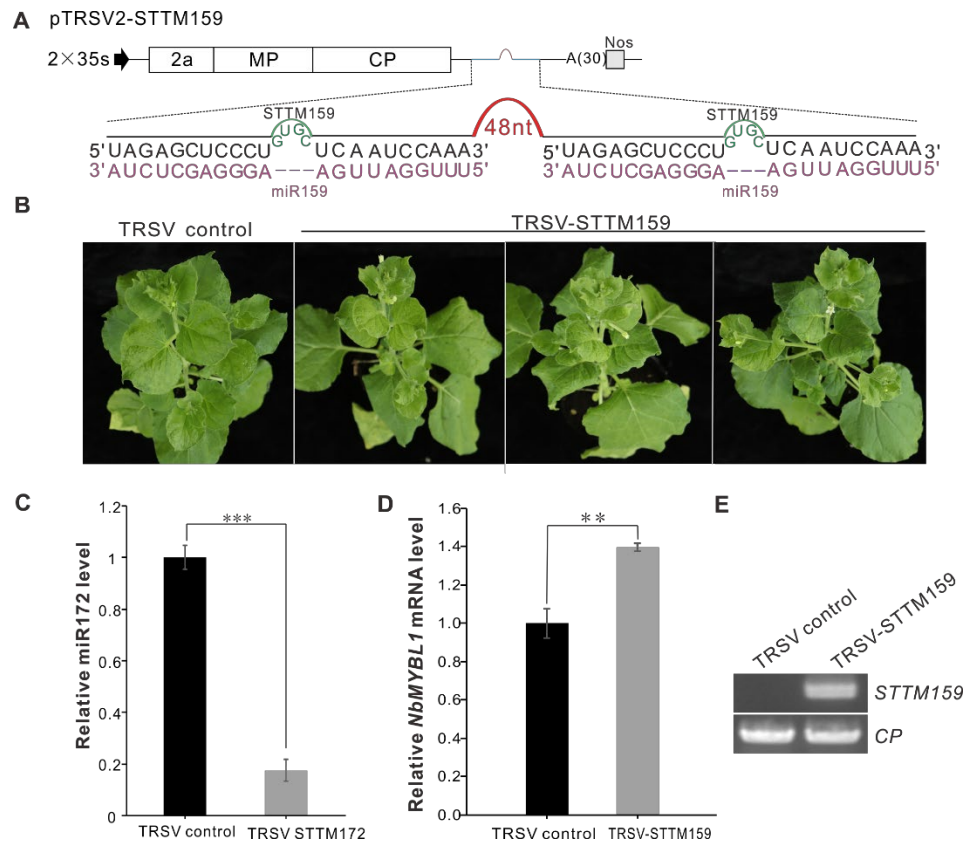 A pTRSV2-STTM159
2×35s 2a MP CP A(30) Nos
STTM159 48nt STTM159
5'UAGAGCUCCCU GUGC UCAAUCCAAA3' 5'UAGAGCUCCCU GUGC UCAAUCCAAA3'
3'AUCUCGAGGGA---AGUUAGGUUU5' 3'AUCUCGAGGGA---AGUUAGGUUU5'
miR159 miR159
B
TRSV control TRSV-STTM159
C
Relative miR172 level
1.2
1
0.8
0.6
0.4
0.2
0
***
TRSV control TRSV STTM172
D
Relative NbMYBL1 mRNA level
1.6
1.4
1.2
1.0
0.8
0.6
0.4
0.2
0.0
**
TRSV control TRSV-STTM159
E
TRSV control TRSV-STTM159
STTM159
CP